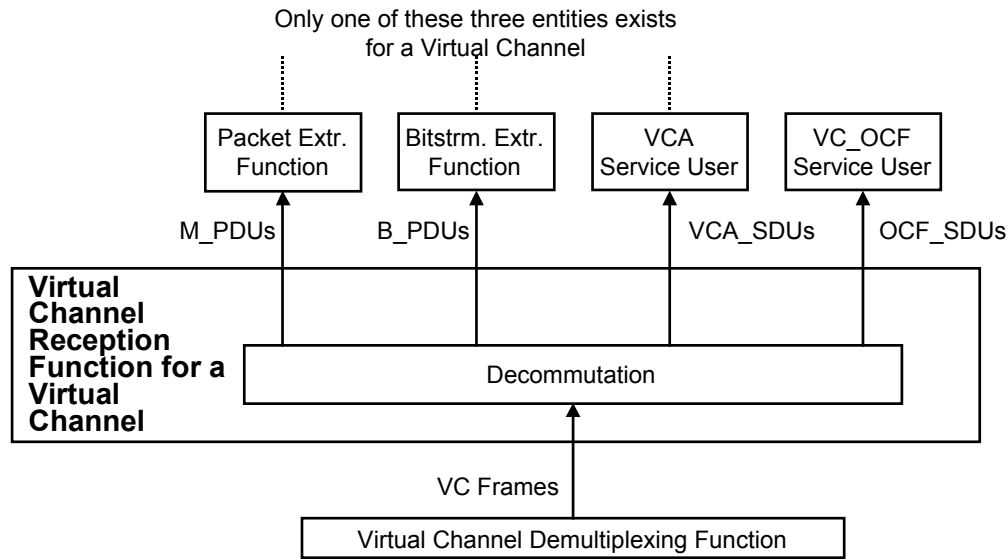 Only one of these three entities exists
for a Virtual Channel
Packet Extr.
Function
Bitstrm. Extr.
Function
VCA
Service User
VC_OCF
Service User
M_PDUs
B_PDUs
VCA_SDUs
OCF_SDUs
Virtual
Channel
Reception
Function for a
Virtual
Channel
Decommutation
VC Frames
Virtual Channel Demultiplexing Function